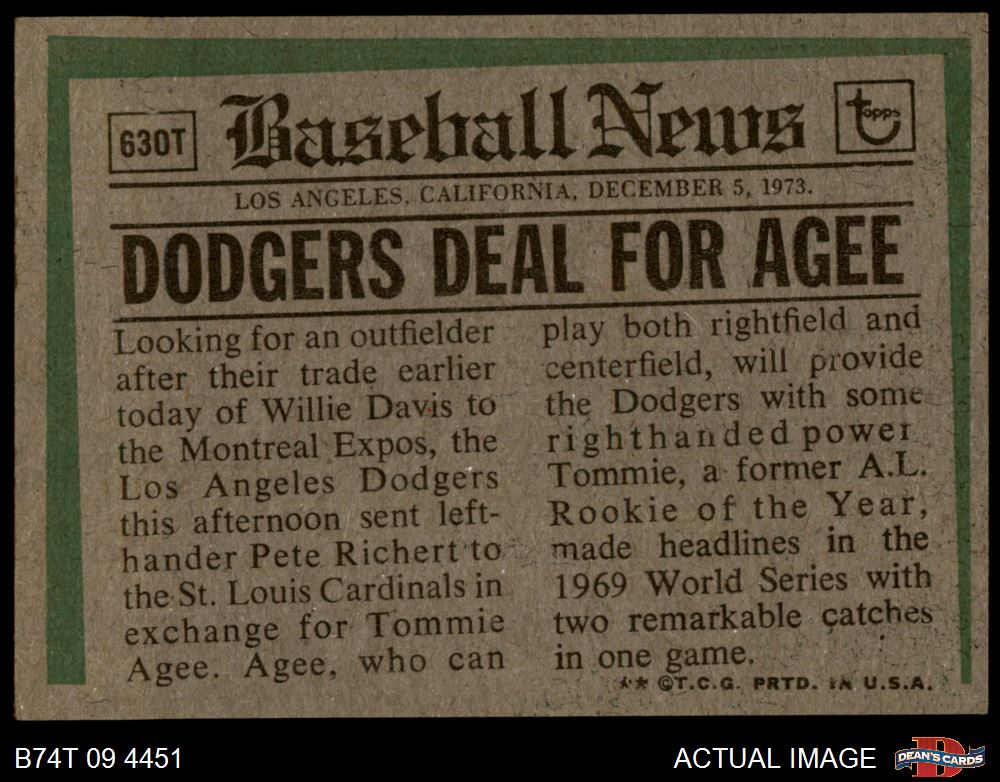 630T
Baseball News
topps
LOS ANGELES, CALIFORNIA, DECEMBER 5, 1973.
DODGERS DEAL FOR AGEE
Looking for an outfielder
after their trade earlier
today of Willie Davis to
the Montreal Expos, the
Los Angeles Dodgers
this afternoon sent left-
hander Pete Richert to
the St. Louis Cardinals in
exchange for Tommie
Agee. Agee, who can
play both rightfield and
centerfield, will provide
the Dodgers with some
righthanded power
Tommie, a former A.L.
Rookie of the Year,
made headlines in the
1969 World Series with
two remarkable catches
in one game.
** ©T.C.G. PRTD. IN U.S.A.
B74T 09 4451
ACTUAL IMAGE
D
DEAN'S CARDS